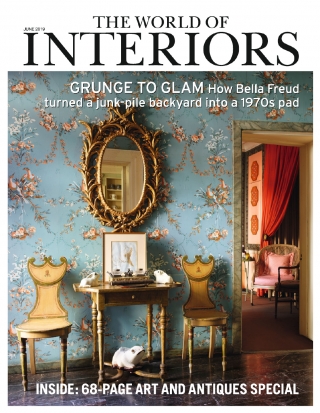 JUNE 2019
THE WORLD OF
INTERIORS
GRUNGE TO GLAM How Bella Freud
turned a junk-pile backyard into a 1970s pad
INSIDE: 68-PAGE ART AND ANTIQUES SPECIAL